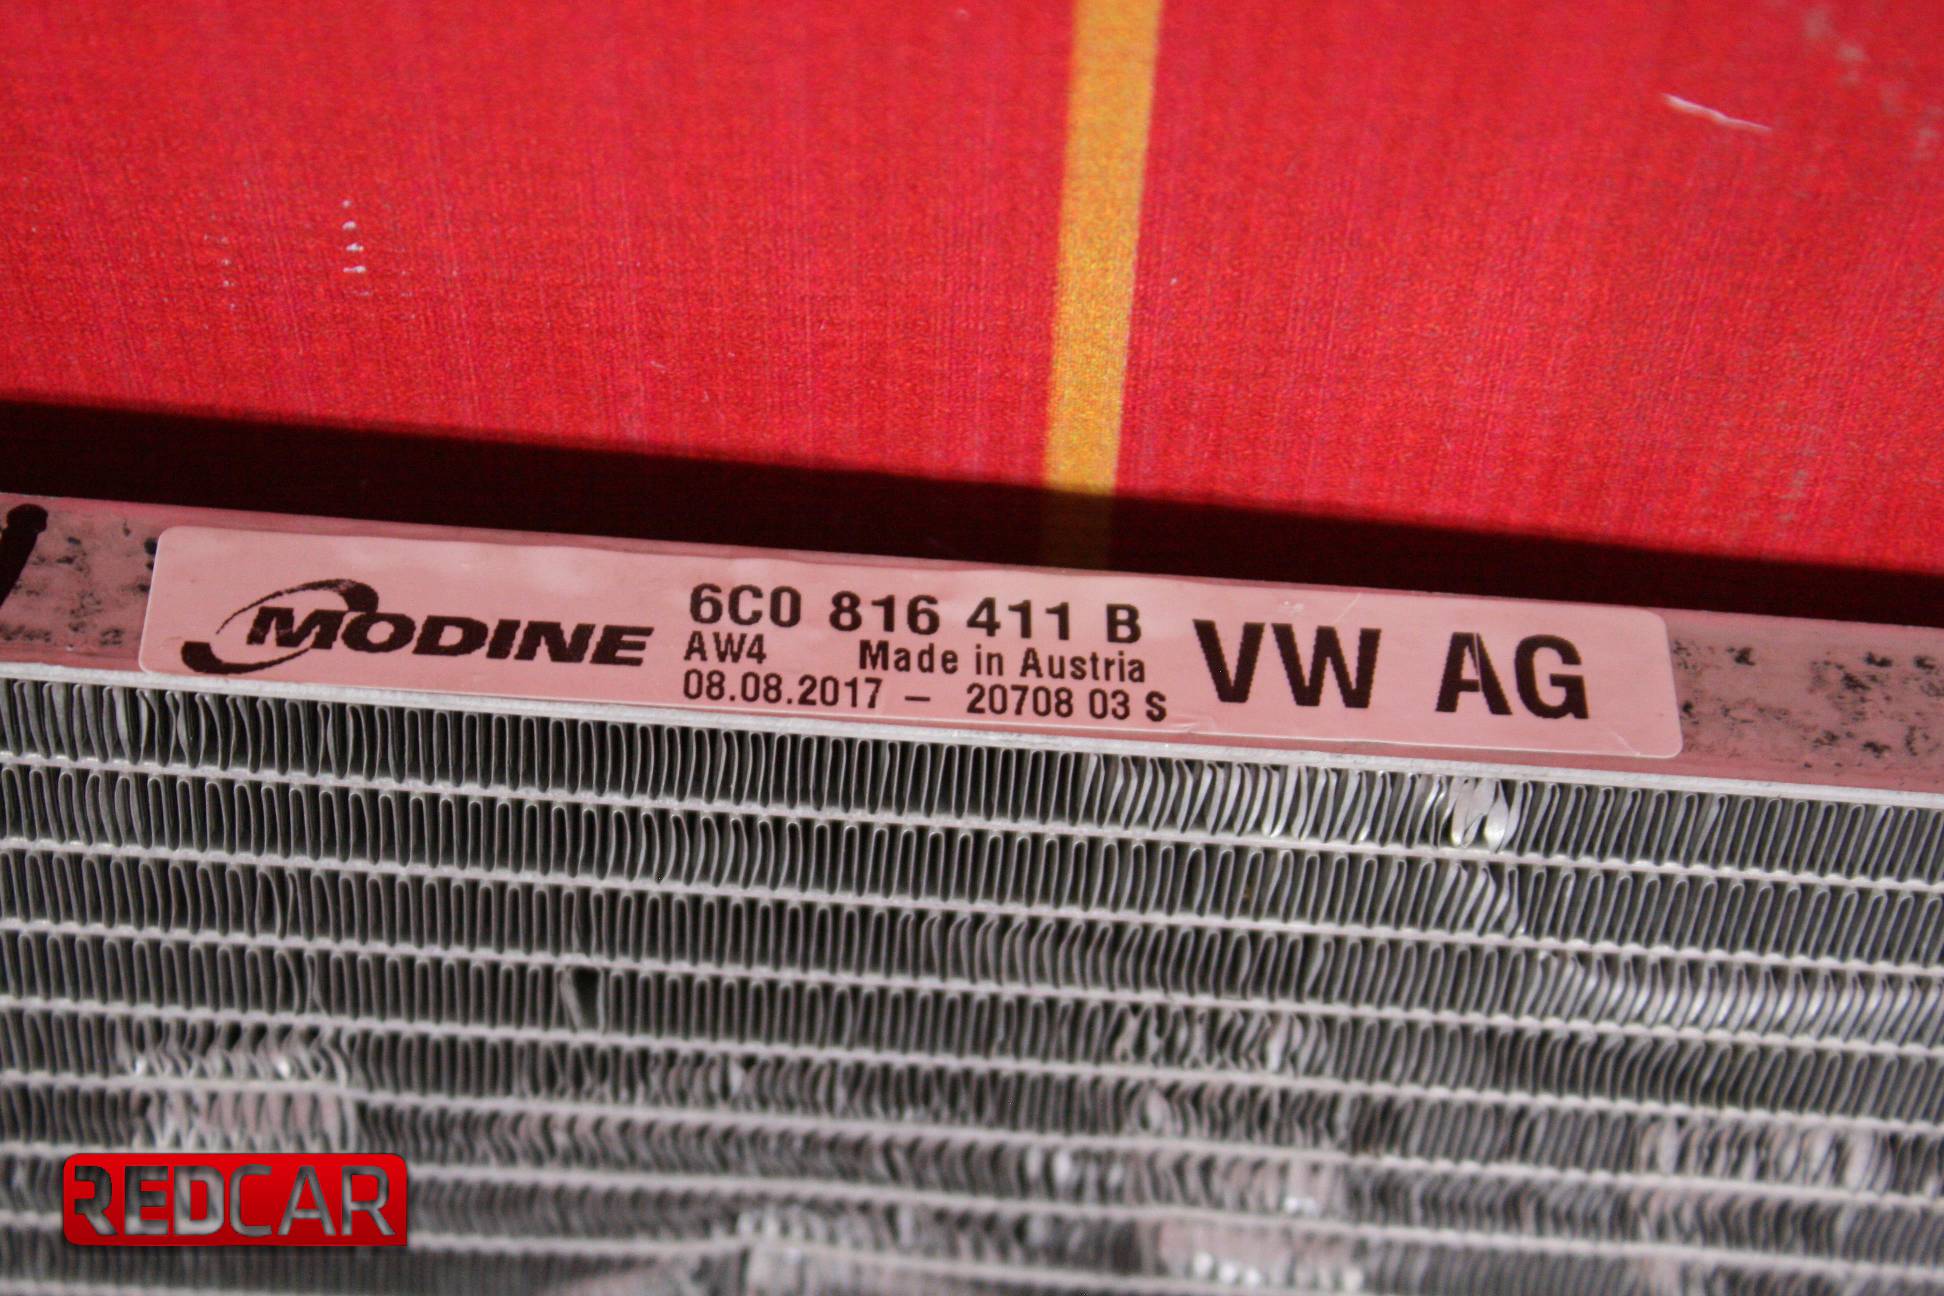 MODINE
6C0 816 411 B
AW4 Made in Austria
08.08.2017 – 20708 03 S
VW AG
REDCAR